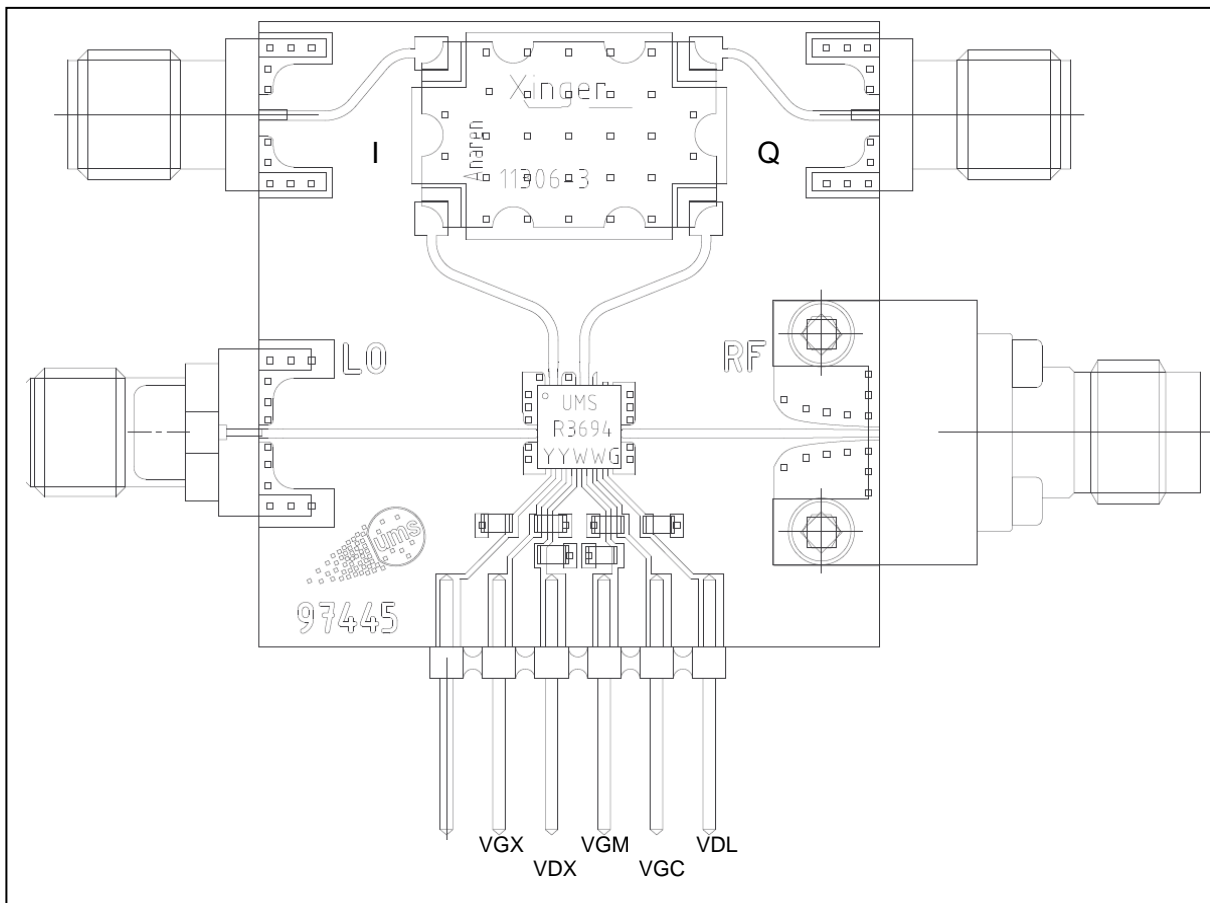 Xinger
Anaren
11306-3
I
Q
LO
RF
UMS
R3694
YYWWG
ums
97445
VGX
VGM
VDL
VDX
VGC